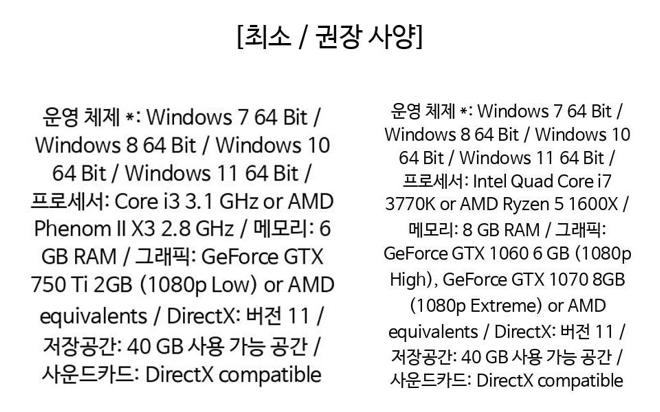 [최소 / 권장 사양]
운영 체제 *: Windows 7 64 Bit /
Windows 8 64 Bit / Windows 10
64 Bit / Windows 11 64 Bit /
프로세서: Core i3 3.1 GHz or AMD
Phenom II X3 2.8 GHz / 메모리: 6
GB RAM / 그래픽: GeForce GTX
750 Ti 2GB (1080p Low) or AMD
equivalents / DirectX: 버전 11 /
저장공간: 40 GB 사용 가능 공간 /
사운드카드: DirectX compatible
운영 체제 *: Windows 7 64 Bit /
Windows 8 64 Bit / Windows 10
64 Bit / Windows 11 64 Bit /
프로세서: Intel Quad Core i7
3770K or AMD Ryzen 5 1600X /
메모리: 8 GB RAM / 그래픽:
GeForce GTX 1060 6 GB (1080p
High), GeForce GTX 1070 8GB
(1080p Extreme) or AMD
equivalents / DirectX: 버전 11 /
저장공간: 40 GB 사용 가능 공간 /
사운드카드: DirectX compatible